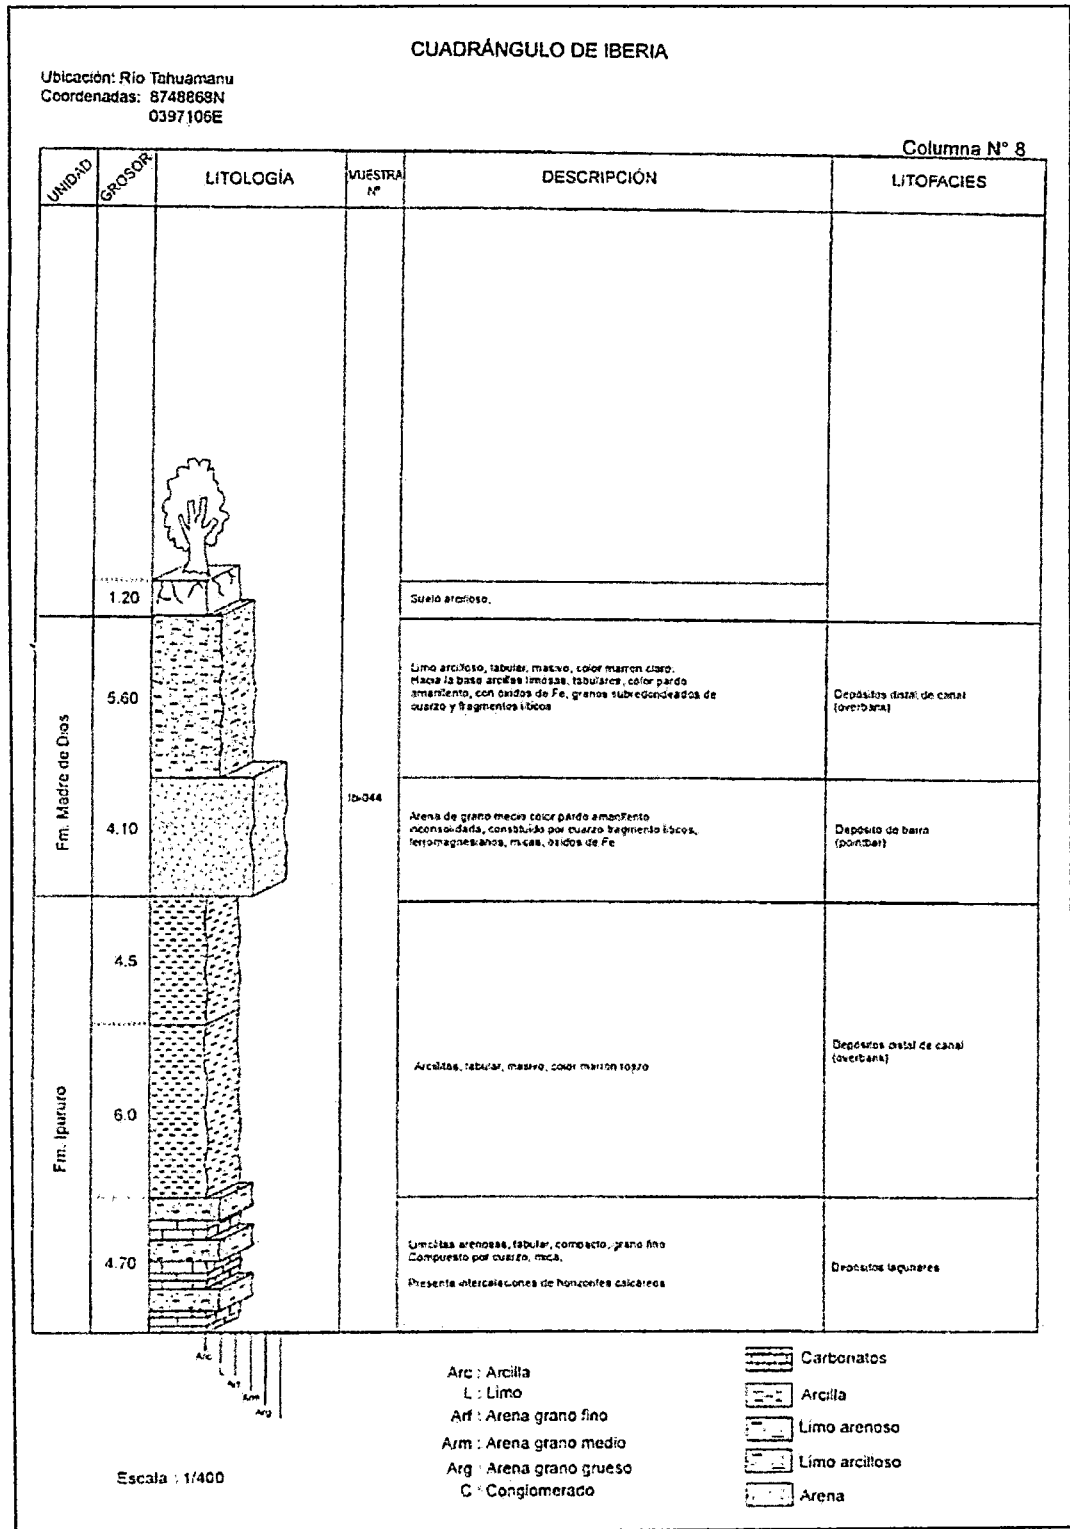 CUADRÁNGULO DE IBERIA
Ubicación: Río Tahuamanu
Coordenadas: 8748868N
0397106E
Columna N° 8
UNIDAD
GROSOR
LITOLOGÍA
MUESTRA
N°
DESCRIPCIÓN
LITOFACIES
1.20
Suelo arcilloso,
Fm. Madre de Dios
5.60
Limo arcilloso, tabular, masivo, color marron claro.
Hacia la base arcillas limosas, tabulares, color pardo
amarillento, con óxidos de Fe, granos subredondeados de
cuarzo y fragmentos líticos
Depósitos distal de canal
(overbank)
4.10
Ib-044
Arena de grano medio color pardo amarillento
inconsolidada, constituido por cuarzo fragmento líticos,
ferromagnesianos, micas, óxidos de Fe
Depósito de barra
(pointbar)
Fm. Ipururo
4.5
6.0
Arcillitas, tabular, masivo, color marrón rojizo
Depósitos distal de canal
(overbank)
4.70
Limolitas arenosas, tabular, compacto, grano fino
Compuesto por cuarzo, mica,
Presenta intercalaciones de horizontes calcáreos
Depósitos lagunares
Arc
L
Arf
Arm
Arg
Arc : Arcilla
L : Limo
Arf : Arena grano fino
Arm : Arena grano medio
Arg : Arena grano grueso
C : Conglomerado
Carbonatos
Arcilla
Limo arenoso
Limo arcilloso
Arena
Escala : 1/400